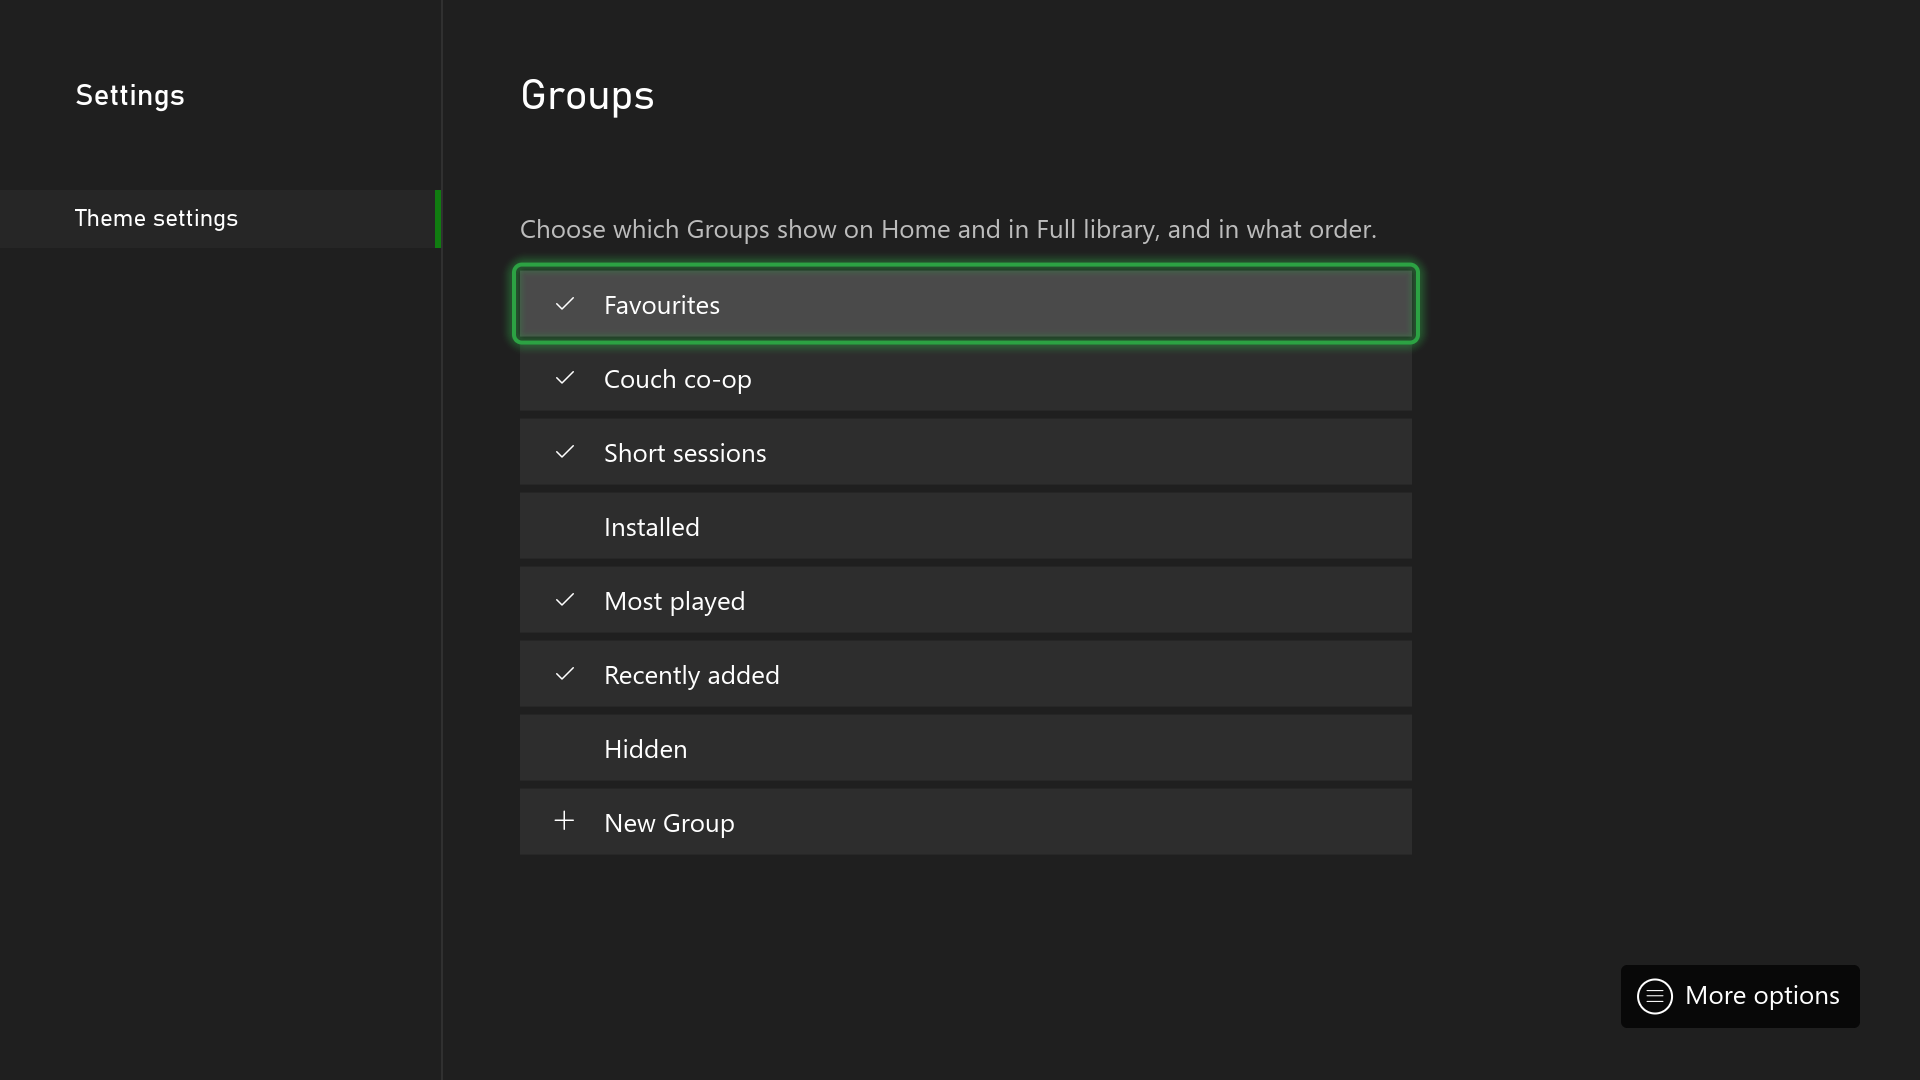 Settings
Theme settings
Groups
Choose which Groups show on Home and in Full library, and in what order.
Favourites
Couch co-op
Short sessions
Installed
Most played
Recently added
Hidden
New Group
More options